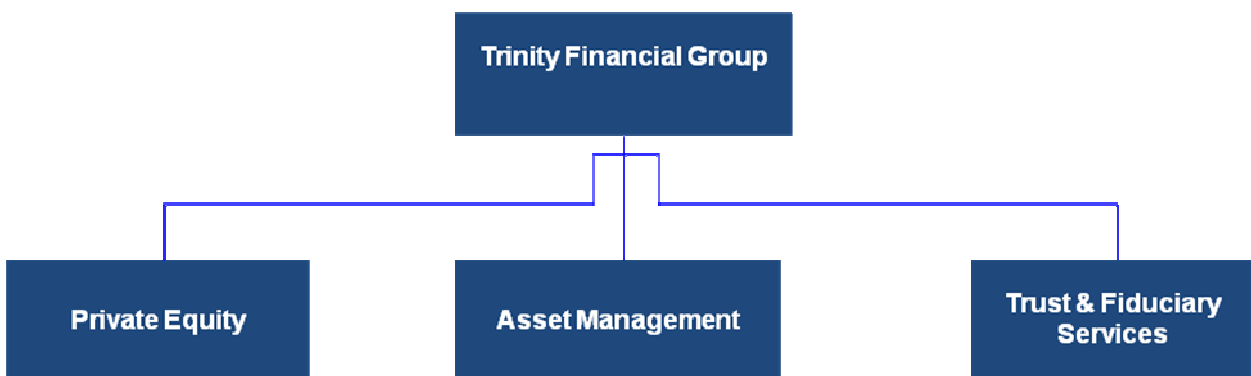 Trinity Financial Group
Private Equity
Asset Management
Trust & Fiduciary
Services